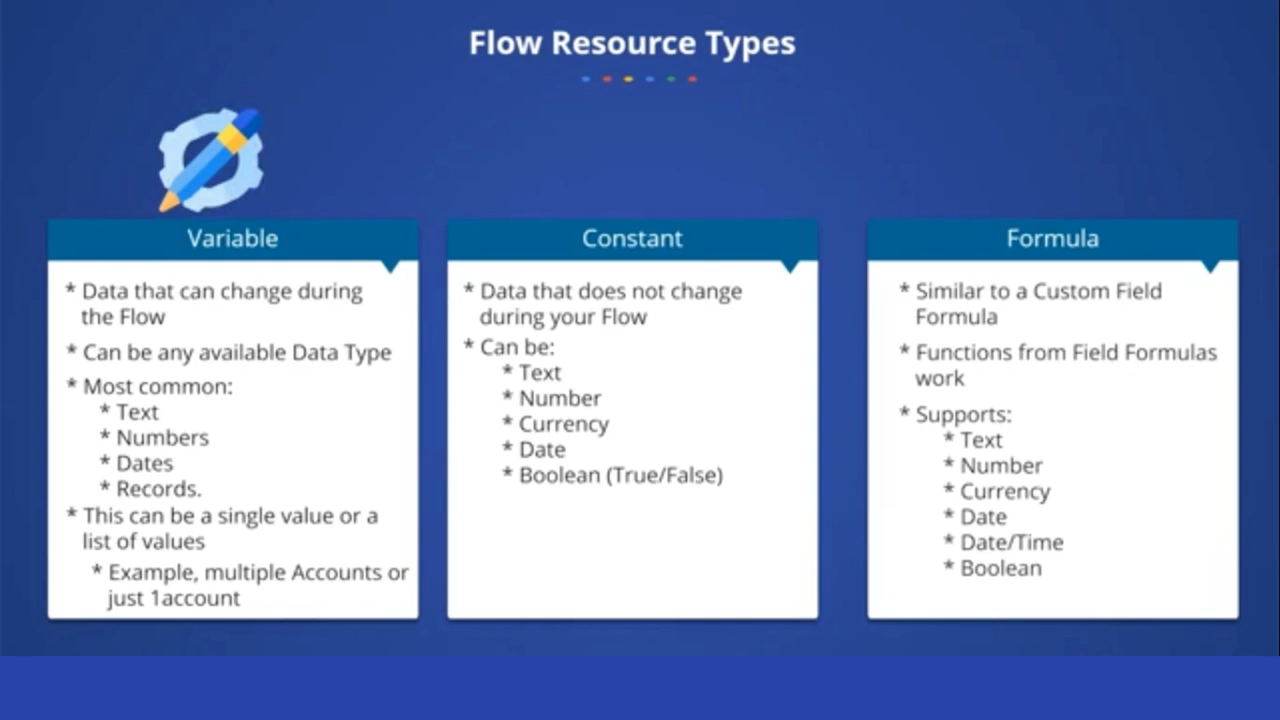 Flow Resource Types
Variable
* Data that can change during
the Flow
* Can be any available Data Type
* Most common:
* Text
* Numbers
* Dates
* Records.
* This can be a single value or a
list of values
* Example, multiple Accounts or
just 1account
Constant
* Data that does not change
during your Flow
* Can be:
* Text
* Number
* Currency
* Date
* Boolean (True/False)
Formula
* Similar to a Custom Field
Formula
* Functions from Field Formulas
work
* Supports:
* Text
* Number
* Currency
* Date
* Date/Time
* Boolean